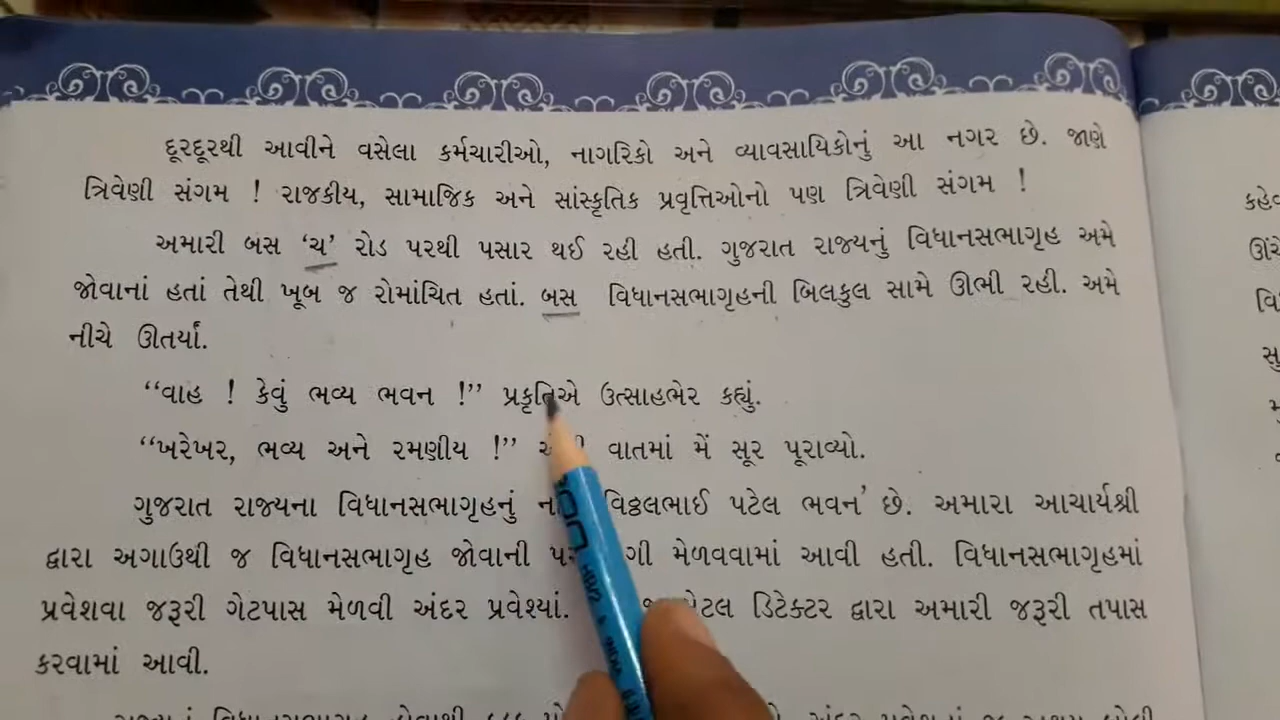 દૂરદૂરથી આવીને વસેલા કર્મચારીઓ, નાગરિકો અને વ્યાવસાયિકોનું આ નગર છે. જાણે
ત્રિવેણી સંગમ ! રાજકીય, સામાજિક અને સાંસ્કૃતિક પ્રવૃત્તિઓનો પણ ત્રિવેણી સંગમ !
અમારી બસ ‘ચ’ રોડ પરથી પસાર થઈ રહી હતી. ગુજરાત રાજ્યનું વિધાનસભાગૃહ અમે
જોવાનાં હતાં તેથી ખૂબ જ રોમાંચિત હતાં. બસ વિધાનસભાગૃહની બિલકુલ સામે ઊભી રહી. અમે
નીચે ઊતર્યાં.
“વાહ ! કેવું ભવ્ય ભવન !” પ્રકૃતિએ ઉત્સાહભેર કહ્યું.
“ખરેખર, ભવ્ય અને રમણીય !” વાતમાં મેં સૂર પૂરાવ્યો.
ગુજરાત રાજ્યના વિધાનસભાગૃહનું વિઠ્ઠલભાઈ પટેલ ભવન’ છે. અમારા આચાર્યશ્રી
દ્વારા અગાઉથી જ વિધાનસભાગૃહ જોવાની મેળવવામાં આવી હતી. વિધાનસભાગૃહમાં
પ્રવેશવા જરૂરી ગેટપાસ મેળવી અંદર પ્રવેશ્યાં. ડિટેક્ટર દ્વારા અમારી જરૂરી તપાસ
કરવામાં આવી.